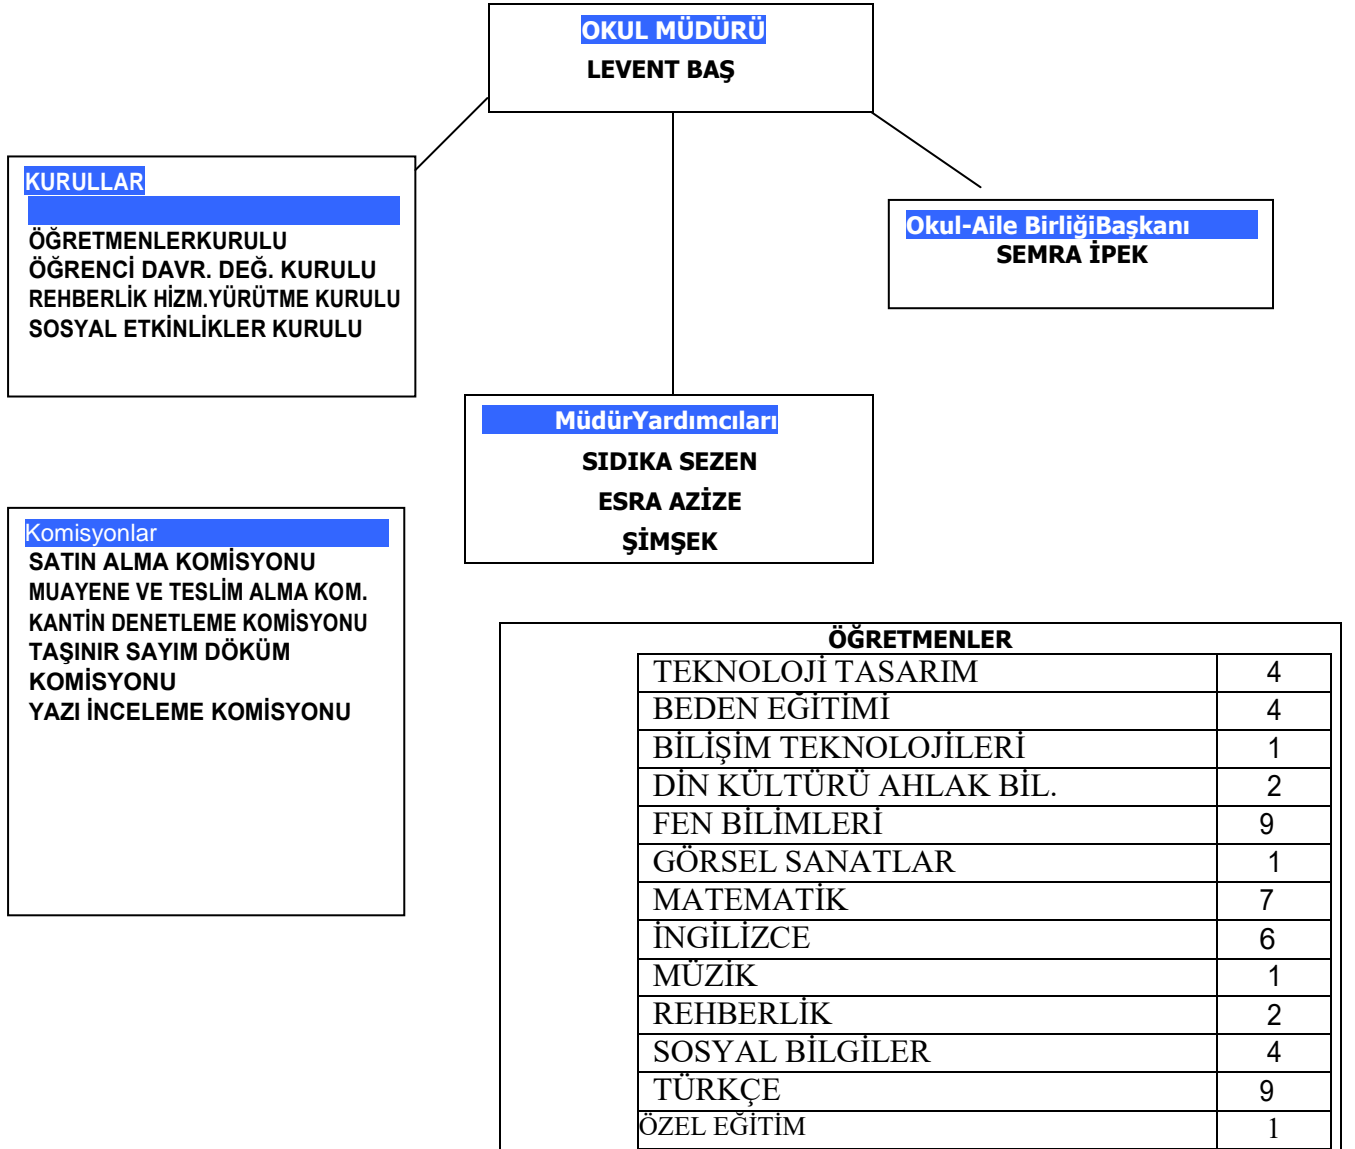 OKUL MÜDÜRÜ
LEVENT BAŞ
KURULLAR
ÖĞRETMENLERKURULU
ÖĞRENCİ DAVR. DEĞ. KURULU
REHBERLİK HİZM.YÜRÜTME KURULU
SOSYAL ETKİNLİKLER KURULU
Okul-Aile BirliğiBaşkanı
SEMRA İPEK
MüdürYardımcıları
SIDIKA SEZEN
ESRA AZİZE
ŞİMŞEK
Komisyonlar
SATIN ALMA KOMİSYONU
MUAYENE VE TESLİM ALMA KOM.
KANTİN DENETLEME KOMİSYONU
TAŞINIR SAYIM DÖKÜM
KOMİSYONU
YAZI İNCELEME KOMİSYONU
ÖĞRETMENLER
TEKNOLOJİ TASARIM 4
BEDEN EĞİTİMİ 4
BİLİŞİM TEKNOLOJİLERİ 1
DİN KÜLTÜRÜ AHLAK BİL. 2
FEN BİLİMLERİ 9
GÖRSEL SANATLAR 1
MATEMATİK 7
İNGİLİZCE 6
MÜZİK 1
REHBERLİK 2
SOSYAL BİLGİLER 4
TÜRKÇE 9
ÖZEL EĞİTİM 1